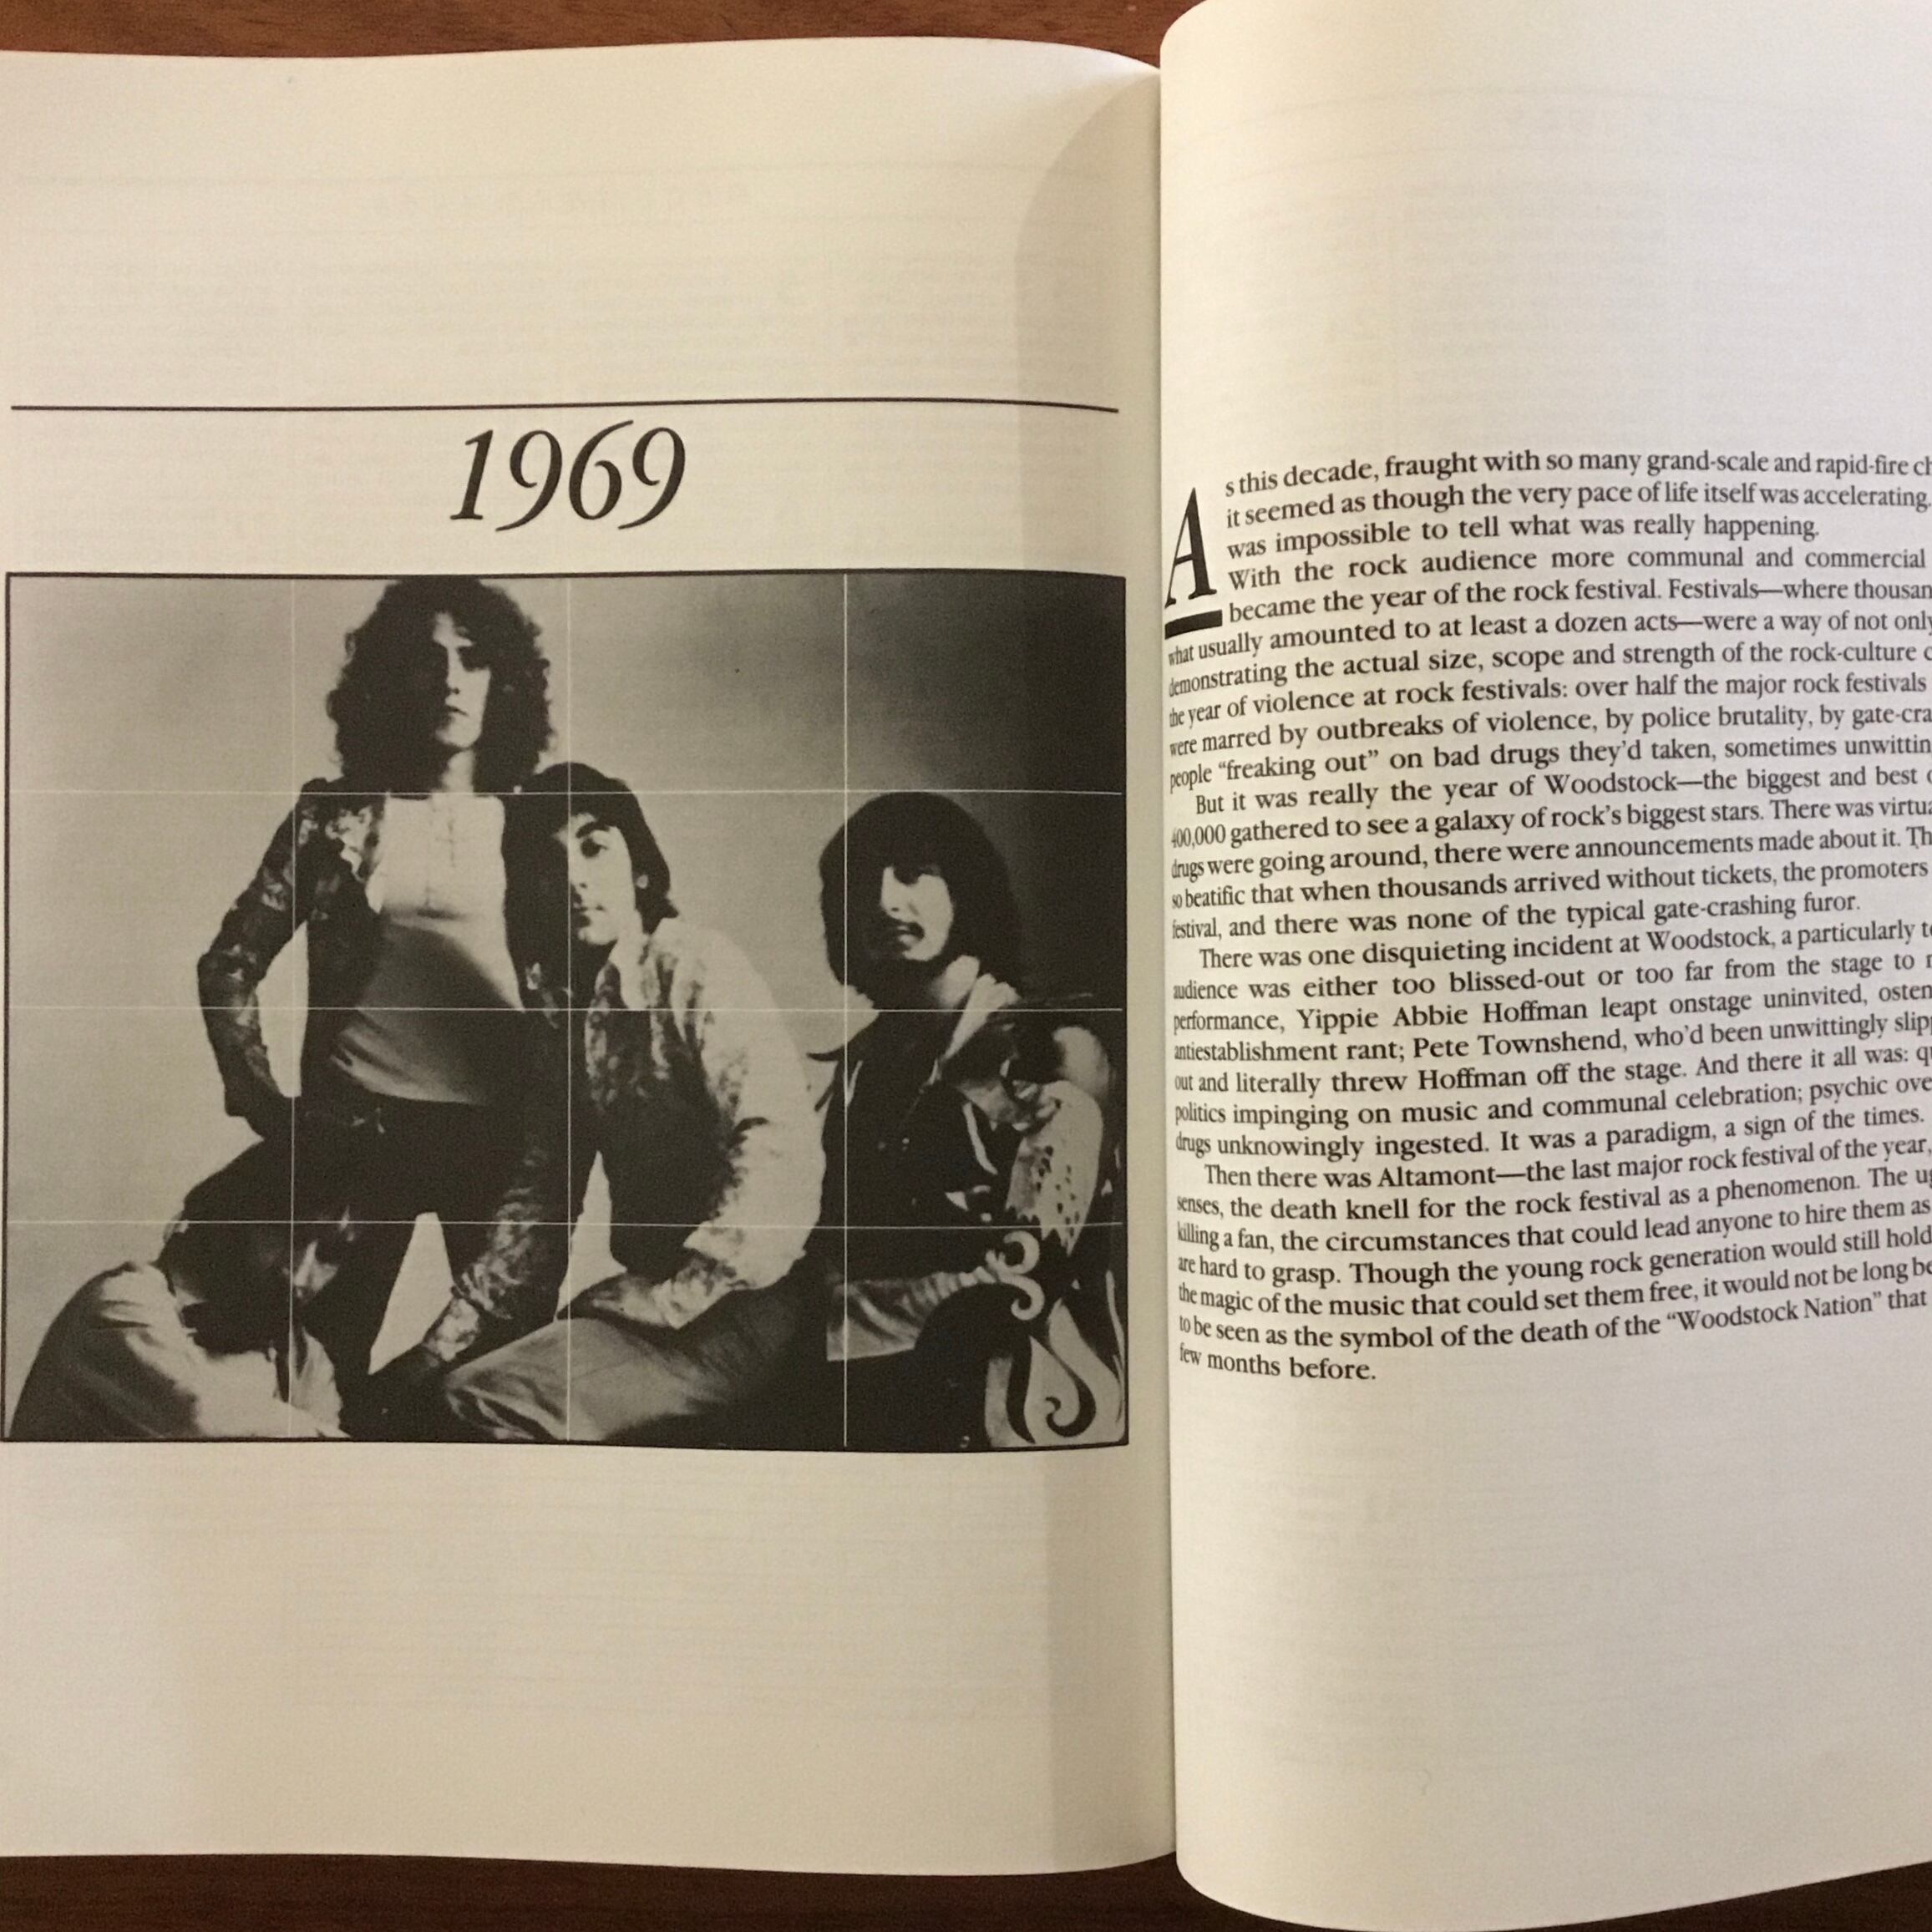 1969
As this decade, fraught with so many grand-scale and rapid-fire
it seemed as though the very pace of life itself was accelerating.
was impossible to tell what was really happening.
With the rock audience more communal and commercial
became the year of the rock festival. Festivals—where
what usually amounted to at least a dozen acts—were a way of not only
demonstrating the actual size, scope and strength of the rock-culture
the year of violence at rock festivals: over half the major rock festivals
were marred by outbreaks of violence, by police brutality, by
people “freaking out” on bad drugs they’d taken, sometimes
But it was really the year of Woodstock—the biggest and best
400,000 gathered to see a galaxy of rock’s biggest stars. There was
drugs were going around, there were announcements made about it.
so beatific that when thousands arrived without tickets, the promoters
festival, and there was none of the typical gate-crashing furor.
There was one disquieting incident at Woodstock, a particularly
audience was either too blissed-out or too far from the stage to
performance, Yippie Abbie Hoffman leapt onstage uninvited,
antiestablishment rant; Pete Townshend, who’d been unwittingly
out and literally threw Hoffman off the stage. And there it all was:
politics impinging on music and communal celebration; psychic
drugs unknowingly ingested. It was a paradigm, a sign of the times.
Then there was Altamont—the last major rock festival of the year,
senses, the death knell for the rock festival as a phenomenon. The
killing a fan, the circumstances that could lead anyone to hire them as
are hard to grasp. Though the young rock generation would still hold
the magic of the music that could set them free, it would not be long
to be seen as the symbol of the death of the “Woodstock Nation” that
few months before.